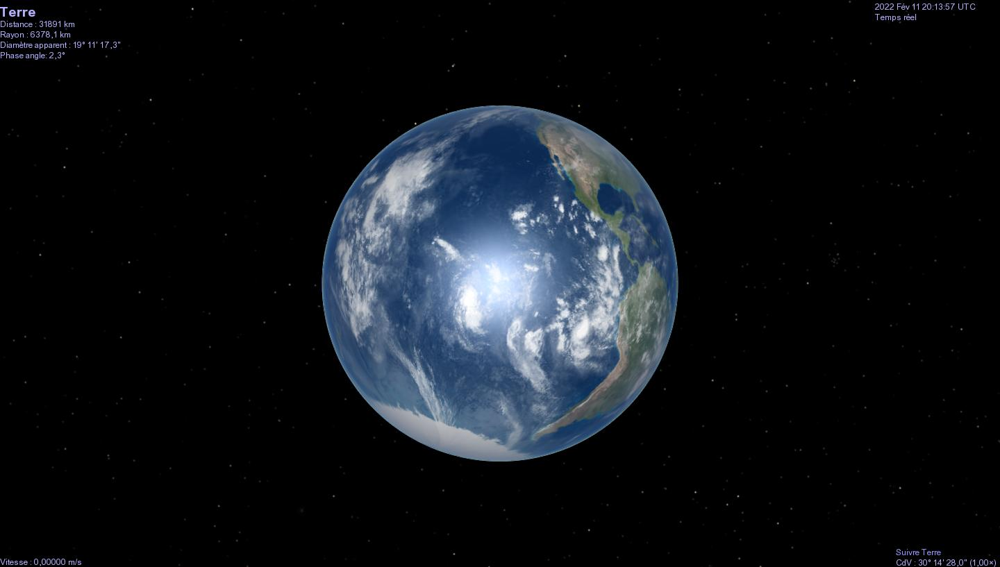 Terre
Distance : 31891 km
Rayon : 6378,1 km
Diamètre apparent : 19° 11' 17,3"
Phase angle: 2,3°
2022 Fév 11 20:13:57 UTC
Temps réel
Vitesse : 0,00000 m/s
Suivre Terre
CdV : 30° 14' 28,0" (1,00×)